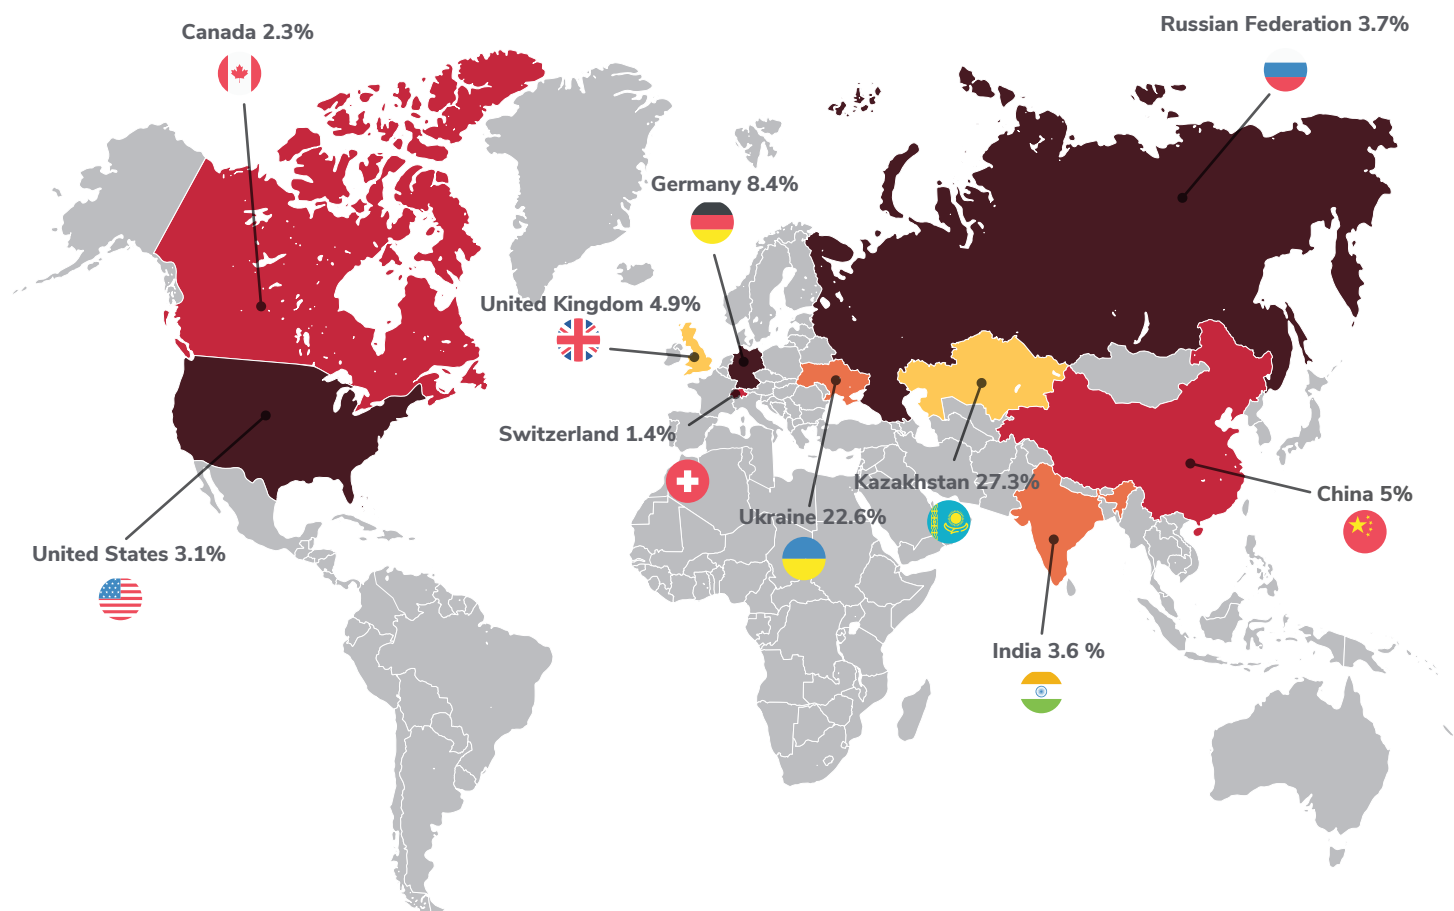 Russian Federation 3.7%
Canada 2.3%
Germany 8.4%
United Kingdom 4.9%
Switzerland 1.4%
Kazakhstan 27.3%
China 5%
Ukraine 22.6%
United States 3.1%
India 3.6 %